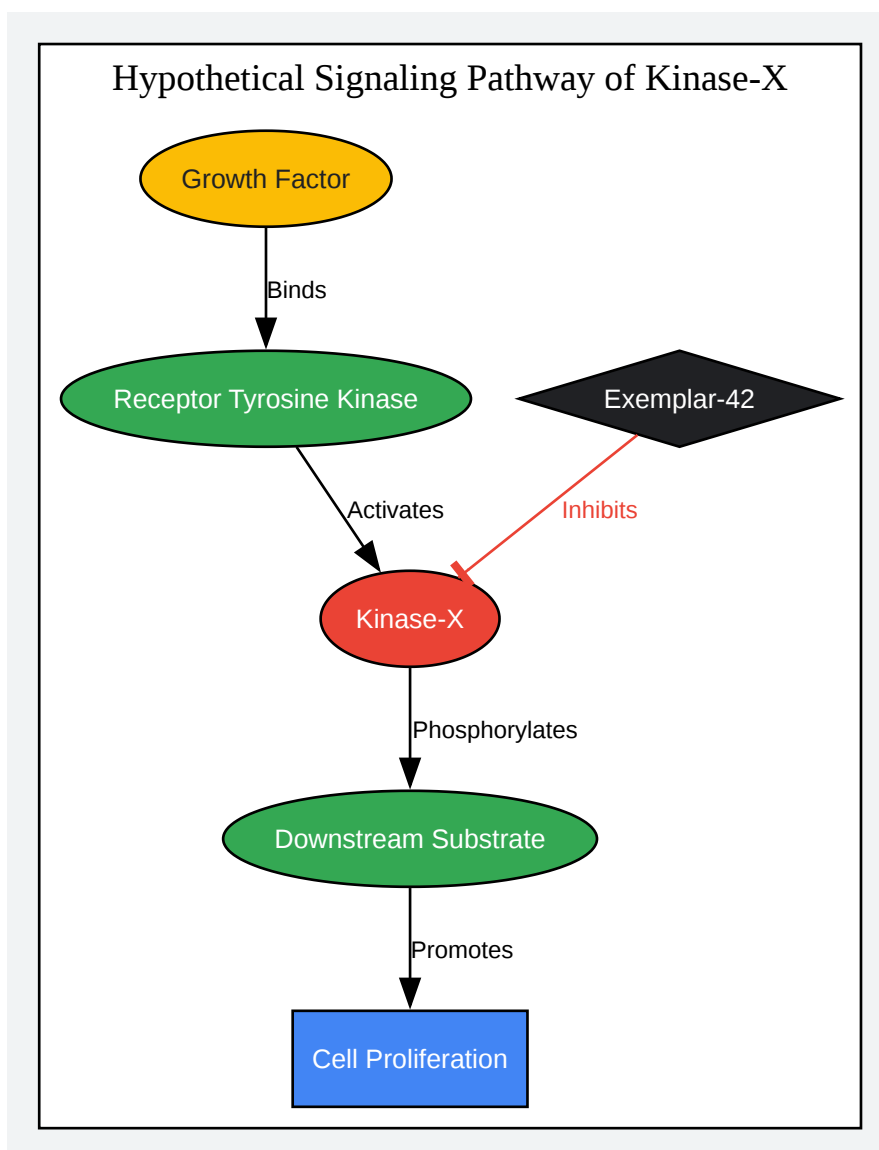 Hypothetical Signaling Pathway of Kinase-X
Growth Factor
Binds
Receptor Tyrosine Kinase
Exemplar-42
Activates
Inhibits
Kinase-X
Phosphorylates
Downstream Substrate
Promotes
Cell Proliferation